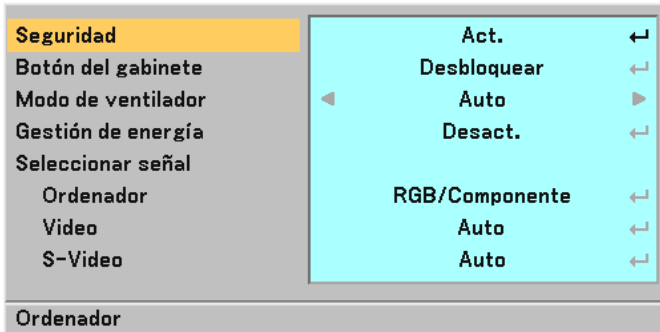 Seguridad Act.
Botón del gabinete Desbloquear
Modo de ventilador Auto
Gestión de energía Desact.
Seleccionar señal
Ordenador RGB/Componente
Video Auto
S-Video Auto
Ordenador